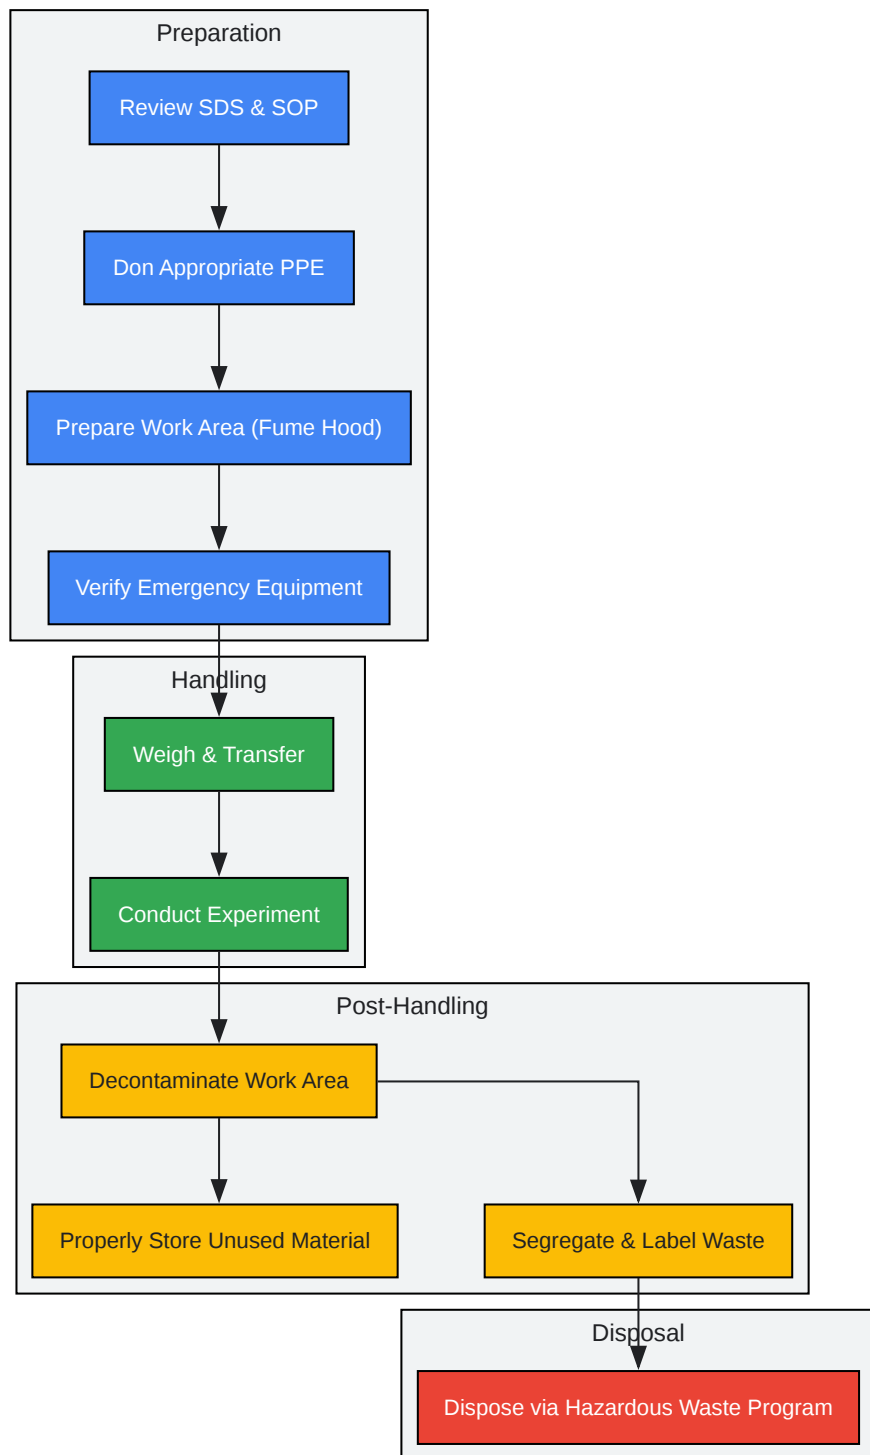 Preparation
Review SDS & SOP
Don Appropriate PPE
Prepare Work Area (Fume Hood)
Verify Emergency Equipment
Handling
Weigh & Transfer
Conduct Experiment
Post-Handling
Decontaminate Work Area
Properly Store Unused Material
Segregate & Label Waste
Disposal
Dispose via Hazardous Waste Program